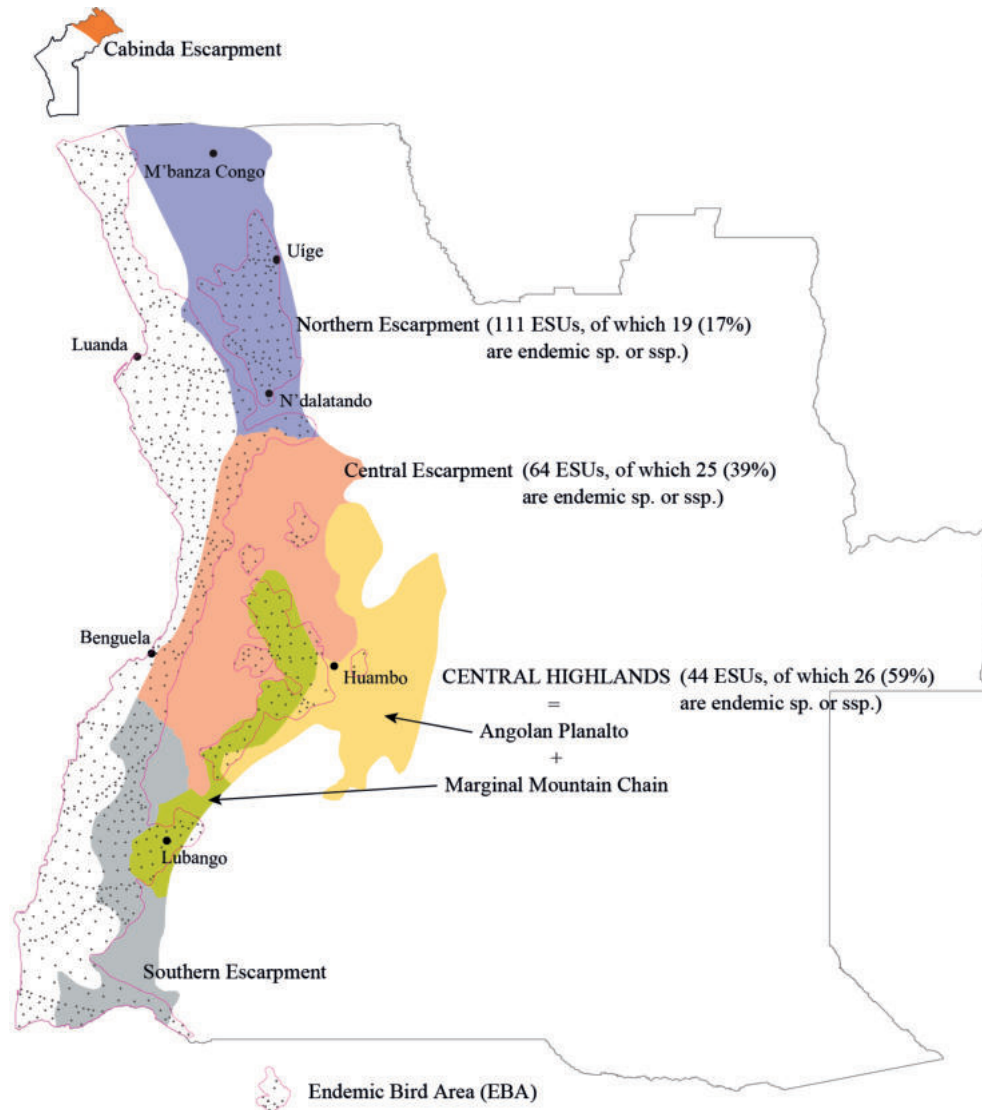 Cabinda Escarpment
M'banza Congo
Uíge
Northern Escarpment (111 ESUs, of which 19 (17%)
are endemic sp. or ssp.)
Luanda
N'dalatando
Central Escarpment (64 ESUs, of which 25 (39%)
are endemic sp. or ssp.)
Benguela
Huambo
CENTRAL HIGHLANDS (44 ESUs, of which 26 (59%)
are endemic sp. or ssp.)
=
Angolan Planalto
+
Marginal Mountain Chain
Lubango
Southern Escarpment
Endemic Bird Area (EBA)